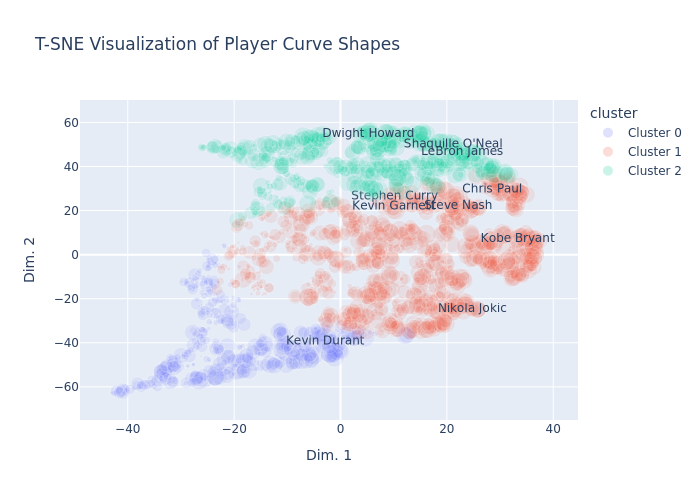 T-SNE Visualization of Player Curve Shapes
cluster
Cluster 0
Cluster 1
Cluster 2
Dim. 2
60
40
20
0
−20
−40
−60
Dwight Howard
Shaquille O'Neal
LeBron James
Chris Paul
Stephen Curry
Kevin Garnett
Steve Nash
Kobe Bryant
Nikola Jokic
Kevin Durant
−40
−20
0
20
40
Dim. 1